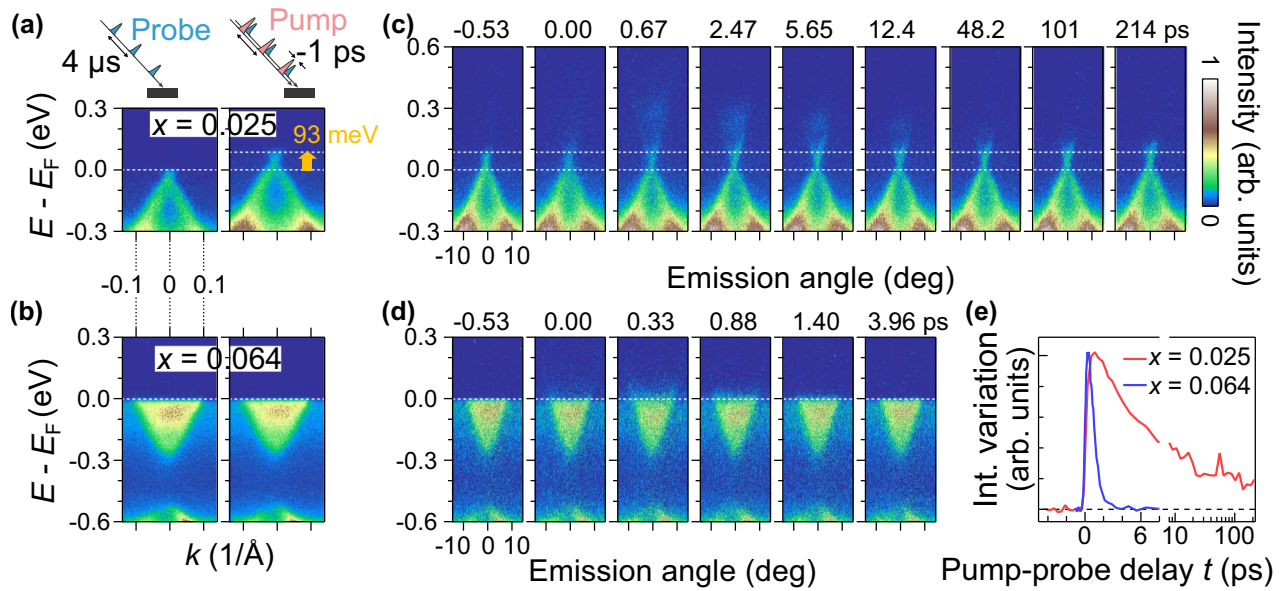 (a)
Probe
Pump
4 µs
-1 ps
x = 0.025
93 meV
E - E_F (eV)
0.3
0.0
-0.3
-0.1 0 0.1
(b)
x = 0.064
E - E_F (eV)
0.3
0.0
-0.3
-0.6
k (1/Å)
(c)
-0.53 0.00 0.67 2.47 5.65 12.4 48.2 101 214 ps
0.6
0.3
0.0
-0.3
-10 0 10
Emission angle (deg)
Intensity (arb. units)
1
0
(d)
-0.53 0.00 0.33 0.88 1.40 3.96 ps
0.3
0.0
-0.3
-0.6
-10 0 10
Emission angle (deg)
(e)
x = 0.025
x = 0.064
Int. variation
(arb. units)
0 6 10 100
Pump-probe delay t (ps)